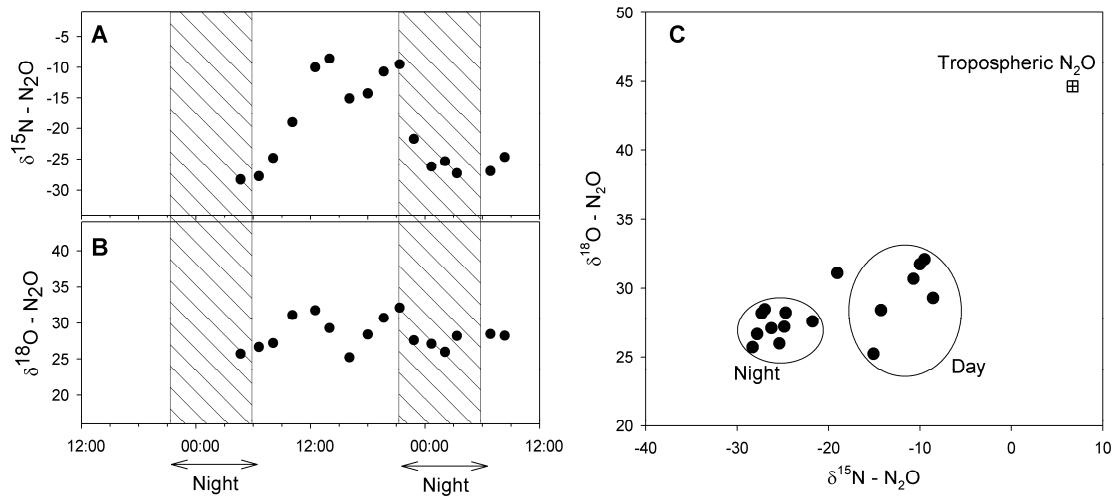 A
-5
-10
-15
-20
-25
-30
δ¹⁵N - N₂O
B
40
35
30
25
20
δ¹⁸O - N₂O
12:00 00:00 12:00 00:00 12:00
Night Night
C
50
45
40
35
30
25
20
δ¹⁸O - N₂O
Tropospheric N₂O
Night
Day
-40 -30 -20 -10 0 10
δ¹⁵N - N₂O